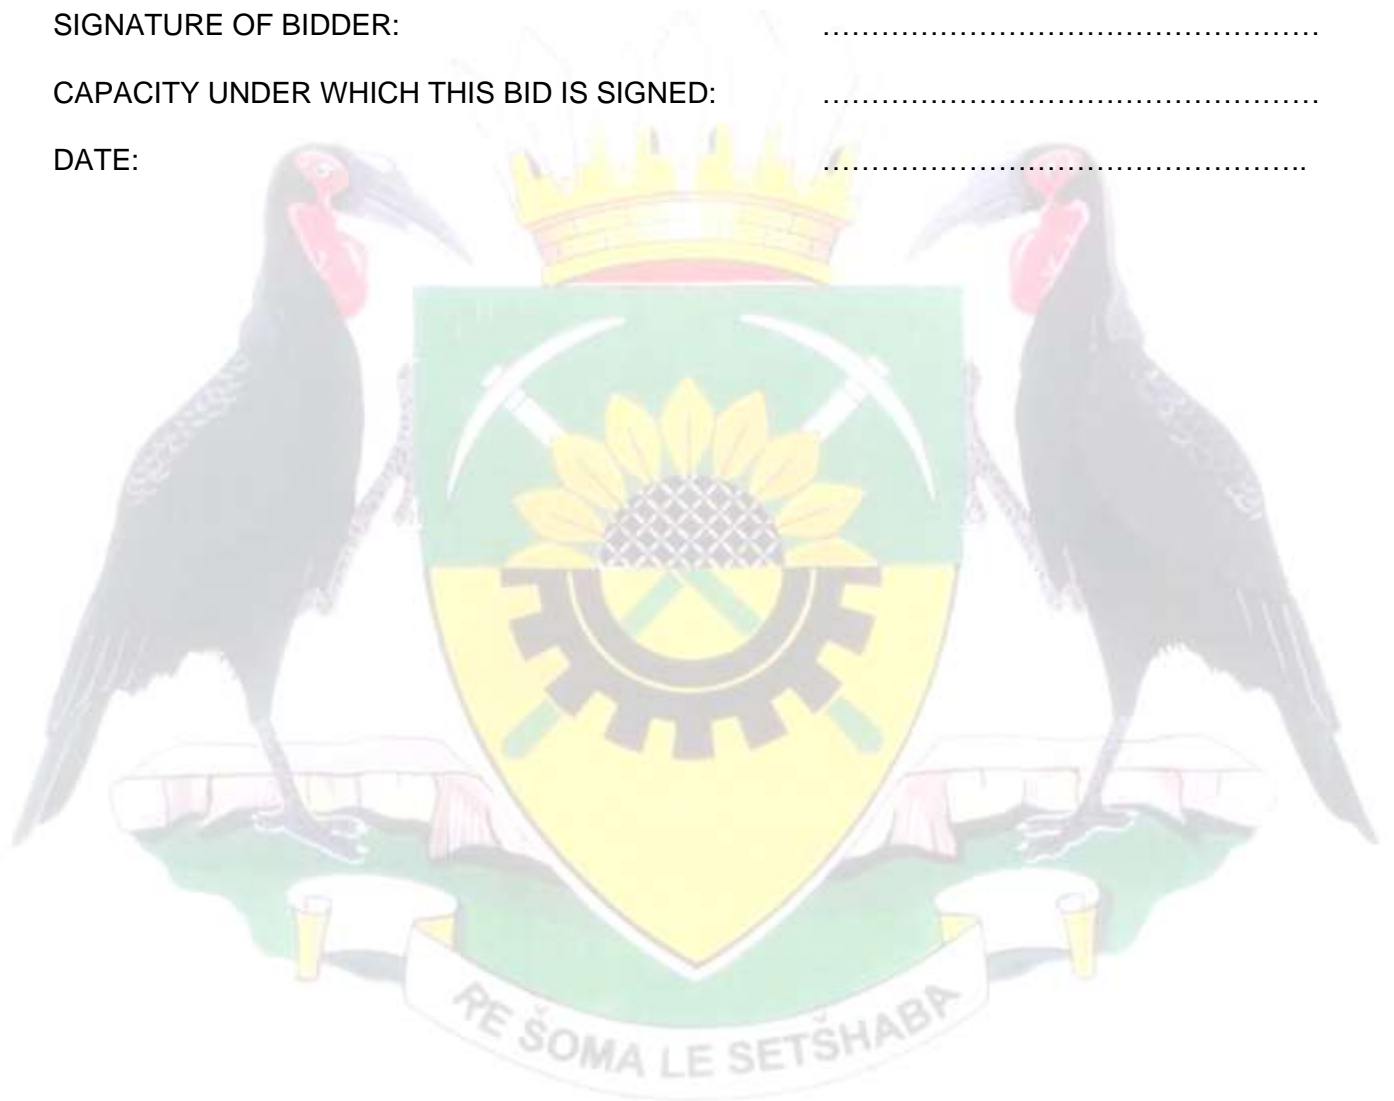 SIGNATURE OF BIDDER: ……………………………………………
CAPACITY UNDER WHICH THIS BID IS SIGNED: ……………………………………………
DATE: …………………………………………..
RE ŠOMA LE SETŠHABA